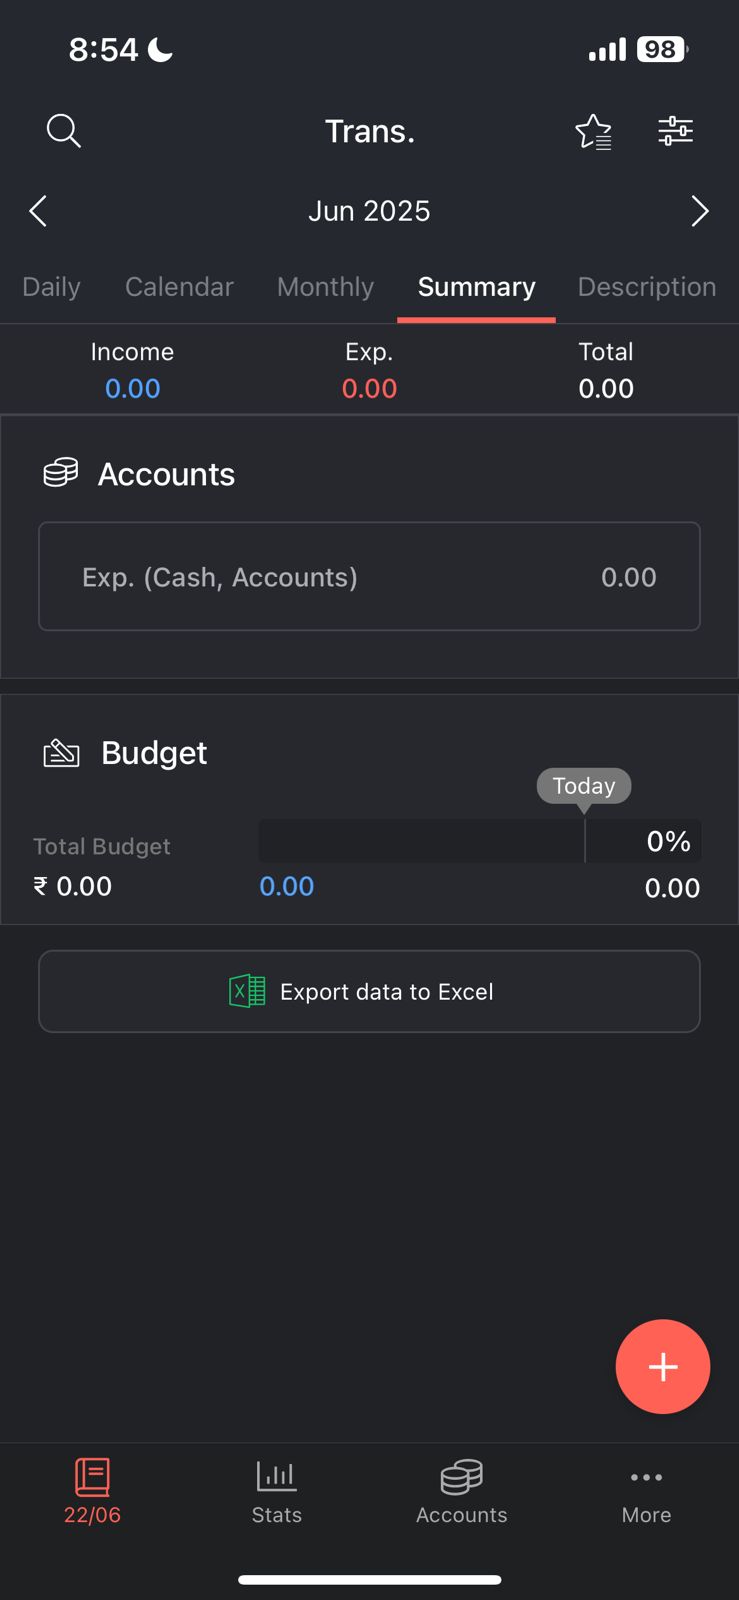 8:54
98
Trans.
Jun 2025
Daily Calendar Monthly Summary Description
Income Exp. Total
0.00 0.00 0.00
Accounts
Exp. (Cash, Accounts) 0.00
Budget
Today
Total Budget 0%
₹ 0.00 0.00 0.00
X Export data to Excel
22/06 Stats Accounts More